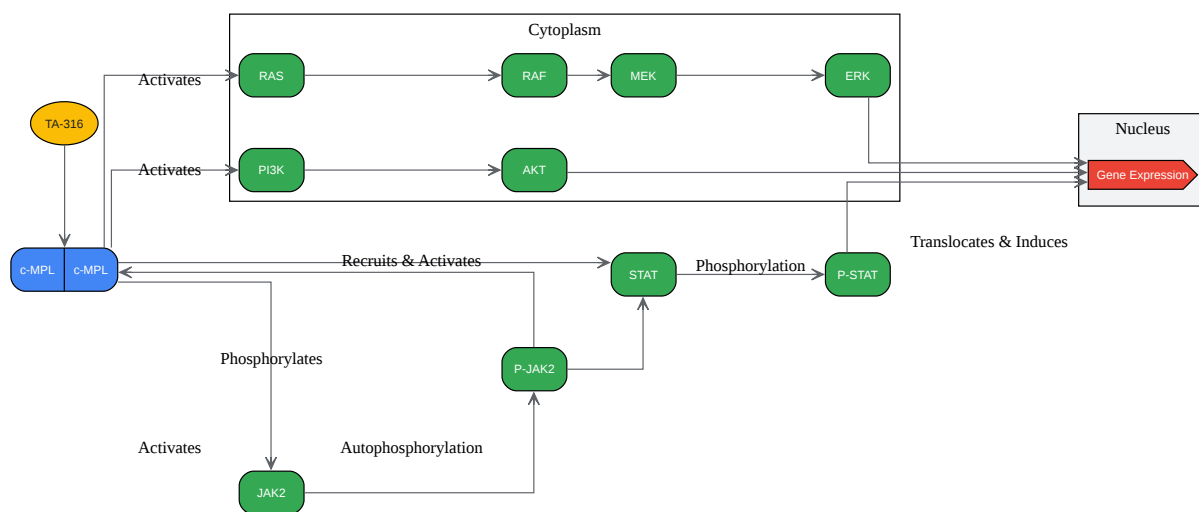 Cytoplasm
RAS
RAF
MEK
ERK
Activates
TA-316
Nucleus
PI3K
AKT
Activates
Gene Expression
Translocates & Induces
c-MPL
c-MPL
Recruits & Activates
STAT
Phosphorylation
P-STAT
Phosphorylates
P-JAK2
Activates
Autophosphorylation
JAK2